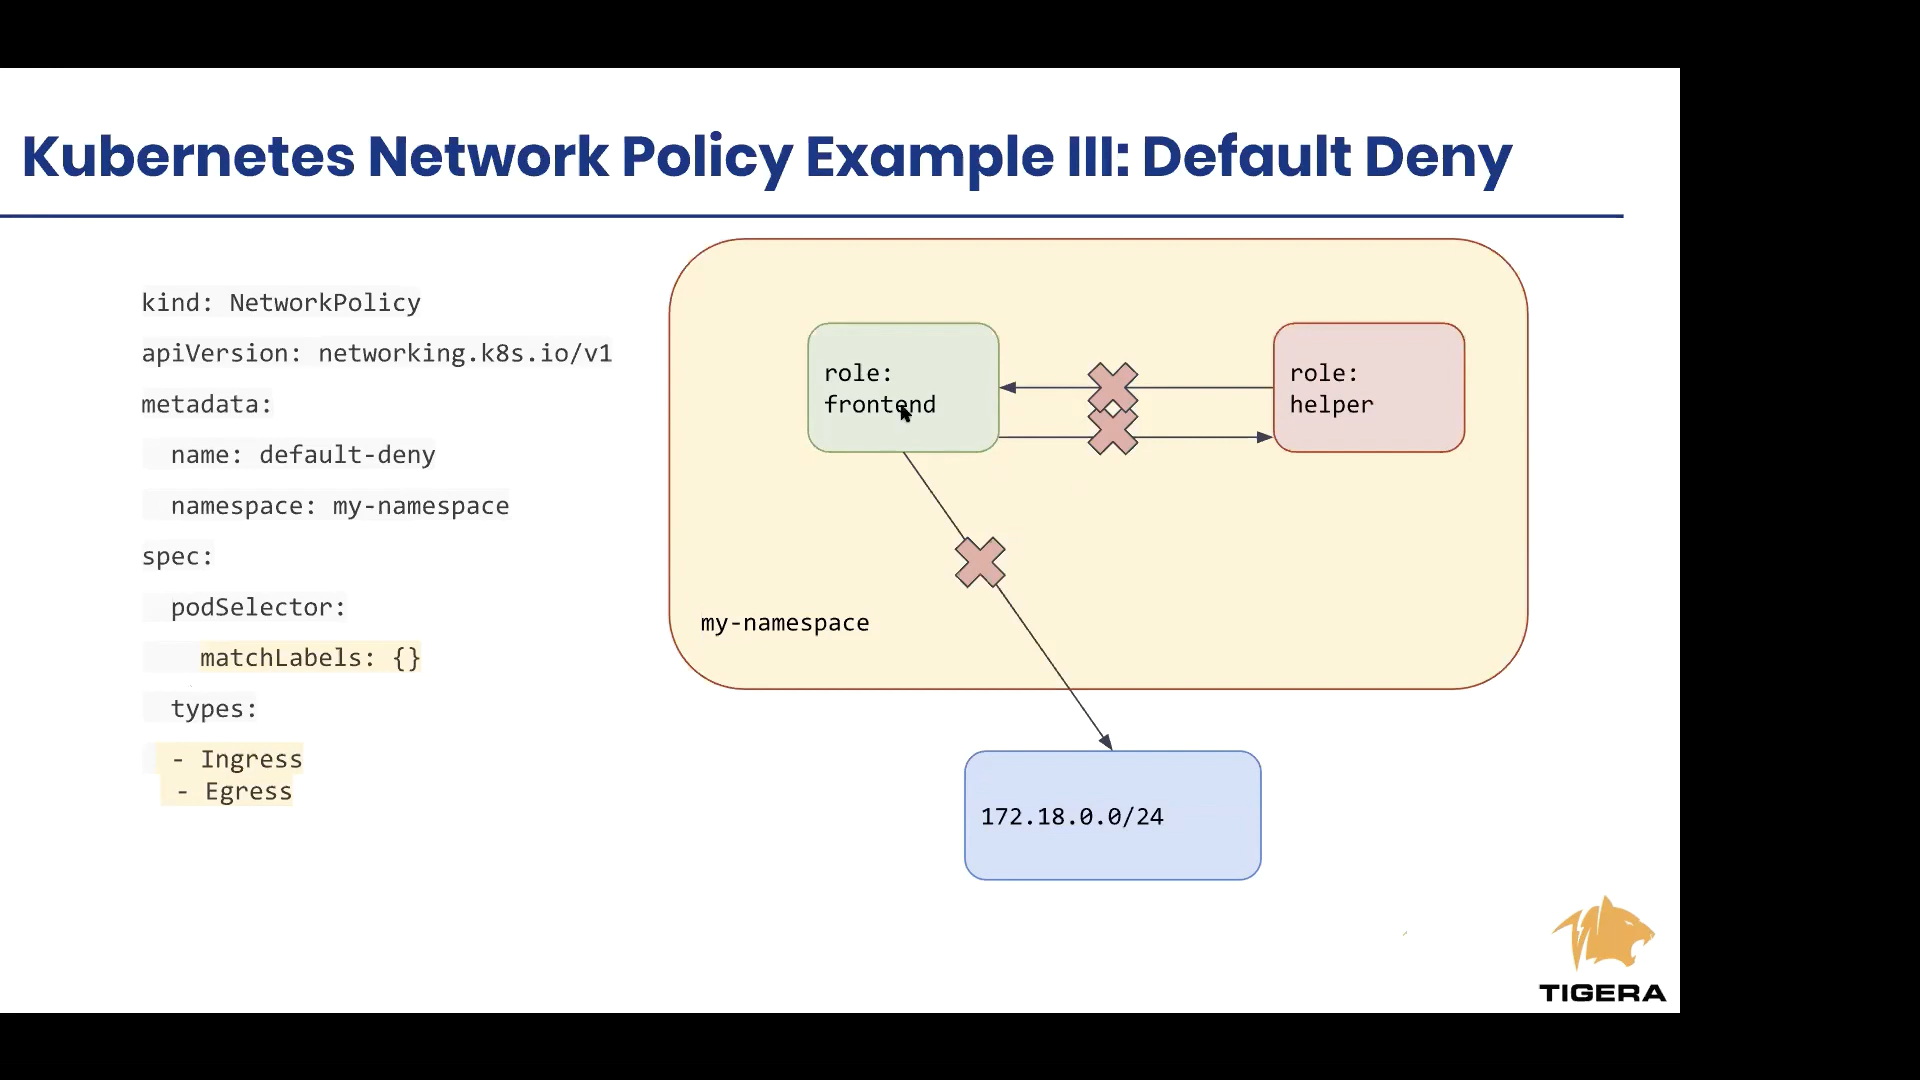 Kubernetes Network Policy Example III: Default Deny
kind: NetworkPolicy
apiVersion: networking.k8s.io/v1
metadata:
  name: default-deny
  namespace: my-namespace
spec:
  podSelector:
    matchLabels: {}
  types:
  - Ingress
  - Egress
role:
frontend
role:
helper
my-namespace
172.18.0.0/24
TIGERA